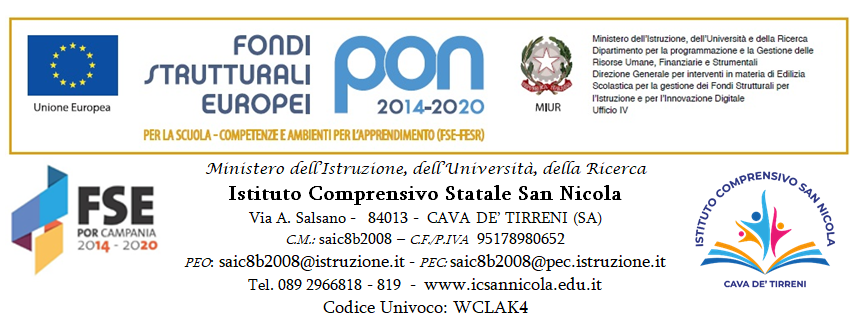 Unione Europea
FONDI
STRUTTURALI
EUROPEI
pon
2014-2020
MIUR
Ministero dell'Istruzione, dell'Università e della Ricerca
Dipartimento per la programmazione e la Gestione delle
Risorse Umane, Finanziarie e Strumentali
Direzione Generale per interventi in materia di Edilizia
Scolastica per la gestione dei Fondi Strutturali per
l'Istruzione e per l'Innovazione Digitale
Ufficio IV
PER LA SCUOLA - COMPETENZE E AMBIENTI PER L'APPRENDIMENTO (FSE-FESR)
FSE
POR CAMPANIA
2014 - 2020
Ministero dell'Istruzione, dell'Università, della Ricerca
Istituto Comprensivo Statale San Nicola
Via A. Salsano - 84013 - CAVA DE' TIRRENI (SA)
C.M.: saic8b2008 – C.F./P.IVA 95178980652
PEO: saic8b2008@istruzione.it - PEC: saic8b2008@pec.istruzione.it
Tel. 089 2966818 - 819 - www.icsannicola.edu.it
Codice Univoco: WCLAK4
ISTITUTO COMPRENSIVO SAN NICOLA
CAVA DE' TIRRENI